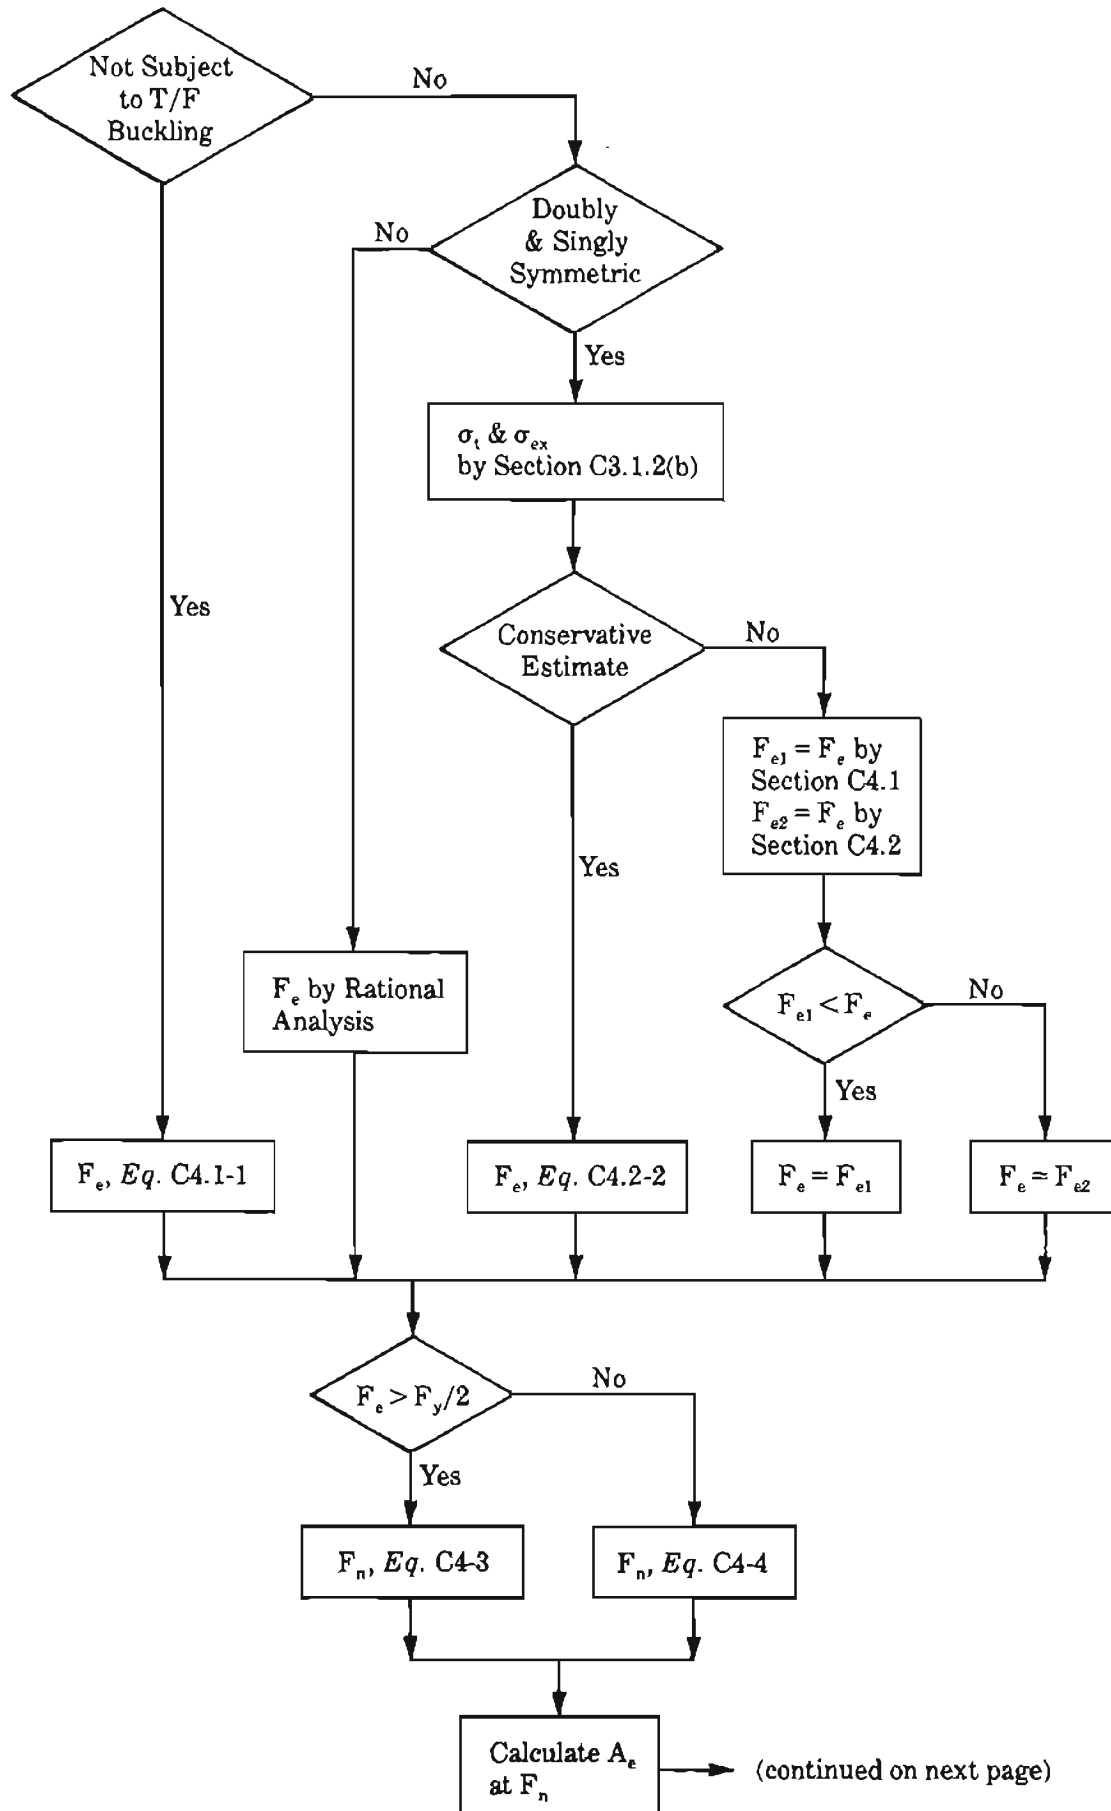 Not Subject
to T/F
Buckling
No
Doubly
& Singly
Symmetric
No
Yes
σt & σex
by Section C3.1.2(b)
Yes
Conservative
Estimate
No
Fe1 = Fe by
Section C4.1
Fe2 = Fe by
Section C4.2
Yes
Fe by Rational
Analysis
Fe1 < Fe
No
Yes
Fe, Eq. C4.1-1
Fe, Eq. C4.2-2
Fe = Fe1
Fe = Fe2
Fe > Fy/2
No
Yes
Fn, Eq. C4-3
Fn, Eq. C4-4
Calculate Ae
at Fn
(continued on next page)